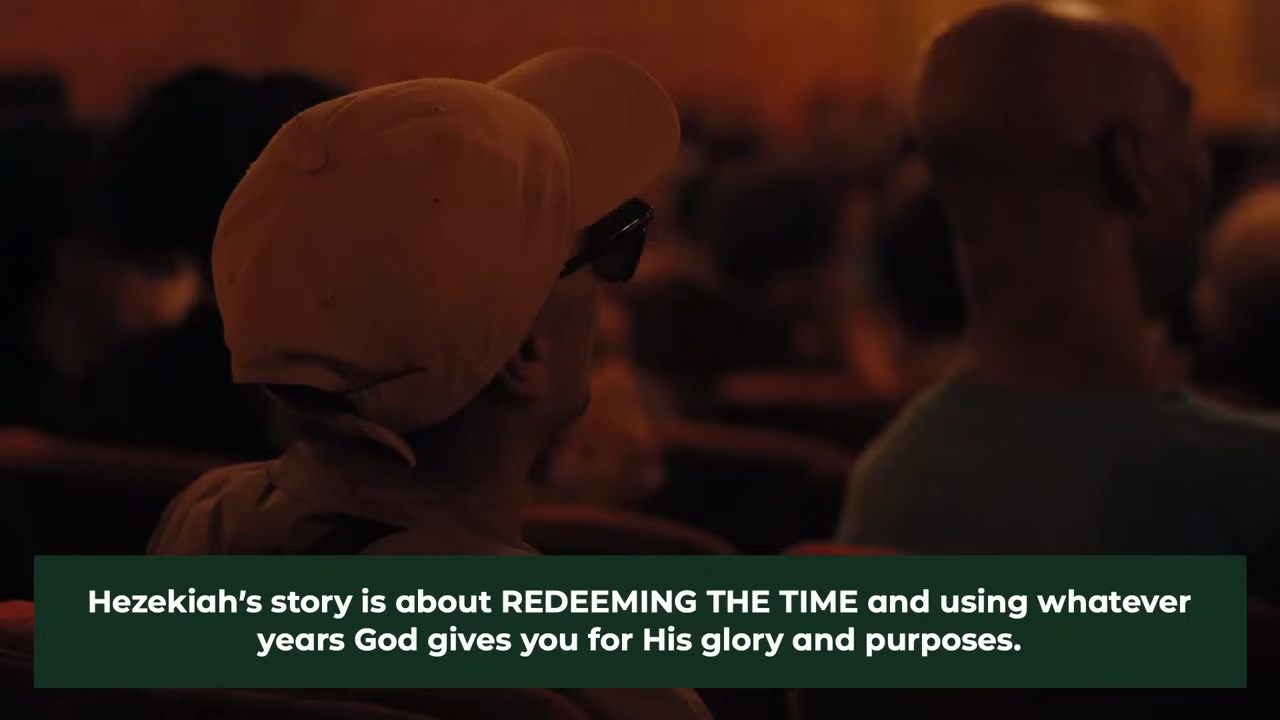 Hezekiah's story is about REDEEMING THE TIME and using whatever
years God gives you for His glory and purposes.